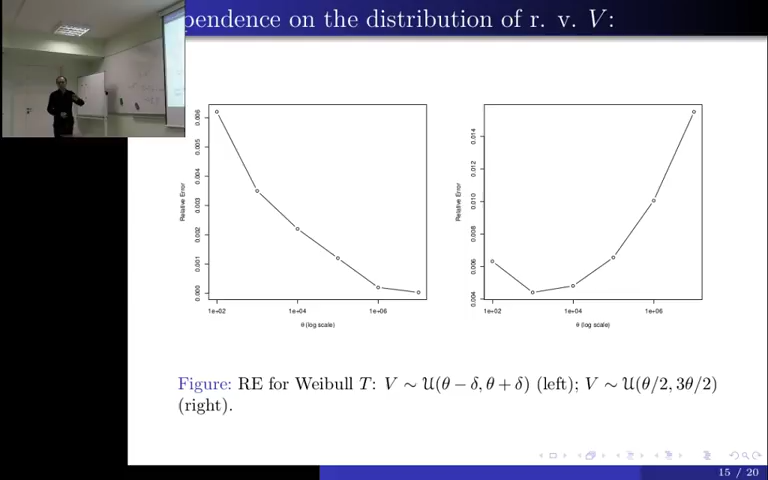 pendence on the distribution of r. v. V:
0.006
0.005
0.004
0.003
0.002
0.001
0.000
Relative Error
1e+02
1e+04
1e+06
θ (log scale)
0.014
0.012
0.010
0.008
0.006
0.004
Relative Error
1e+02
1e+04
1e+06
θ (log scale)
Figure: RE for Weibull T: V ∼ U(θ − δ, θ + δ) (left); V ∼ U(θ/2, 3θ/2)
(right).
15 / 20